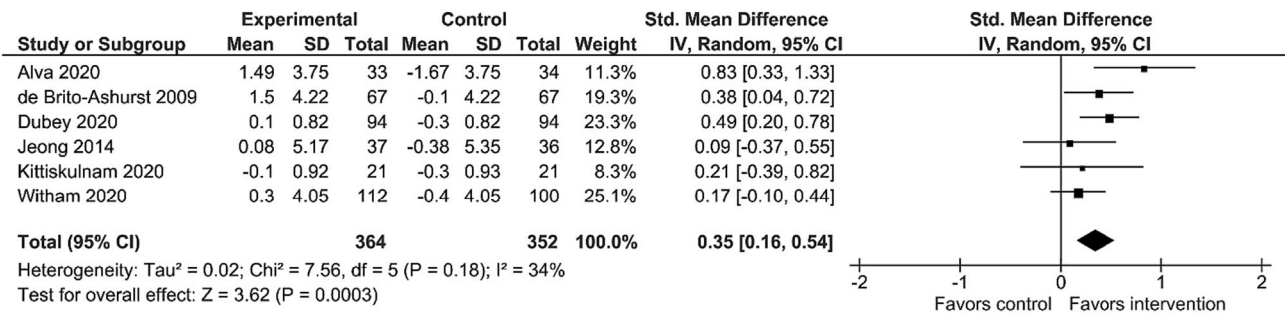 Experimental Control Std. Mean Difference Std. Mean Difference
Study or Subgroup Mean SD Total Mean SD Total Weight IV, Random, 95% CI IV, Random, 95% CI
Alva 2020 1.49 3.75 33 -1.67 3.75 34 11.3% 0.83 [0.33, 1.33]
de Brito-Ashurst 2009 1.5 4.22 67 -0.1 4.22 67 19.3% 0.38 [0.04, 0.72]
Dubey 2020 0.1 0.82 94 -0.3 0.82 94 23.3% 0.49 [0.20, 0.78]
Jeong 2014 0.08 5.17 37 -0.38 5.35 36 12.8% 0.09 [-0.37, 0.55]
Kittiskulnam 2020 -0.1 0.92 21 -0.3 0.93 21 8.3% 0.21 [-0.39, 0.82]
Witham 2020 0.3 4.05 112 -0.4 4.05 100 25.1% 0.17 [-0.10, 0.44]
Total (95% CI) 364 352 100.0% 0.35 [0.16, 0.54]
Heterogeneity: Tau² = 0.02; Chi² = 7.56, df = 5 (P = 0.18); I² = 34%
Test for overall effect: Z = 3.62 (P = 0.0003)
-2 -1 0 1 2
Favors control Favors intervention